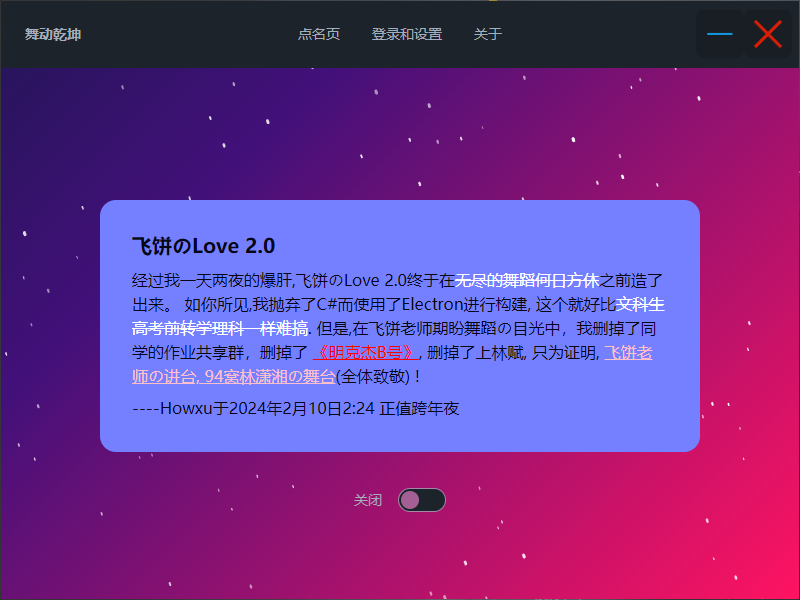 舞动乾坤
点名页 登录和设置 关于
飞饼のLove 2.0
经过我一天两夜的爆肝,飞饼のLove 2.0终于在无尽的舞蹈何日方休之前造了
出来。 如你所见,我抛弃了C#而使用了Electron进行构建, 这个就好比文科生
高考前转学理科一样难搞. 但是,在飞饼老师期盼舞蹈の目光中，我删掉了同
学的作业共享群，删掉了 《明克杰B号》, 删掉了上林赋, 只为证明, 飞饼老
师の进台, 94窝林潇湘の舞台(全体致敬)！
----Howxu于2024年2月10日2:24 正值跨年夜
关闭